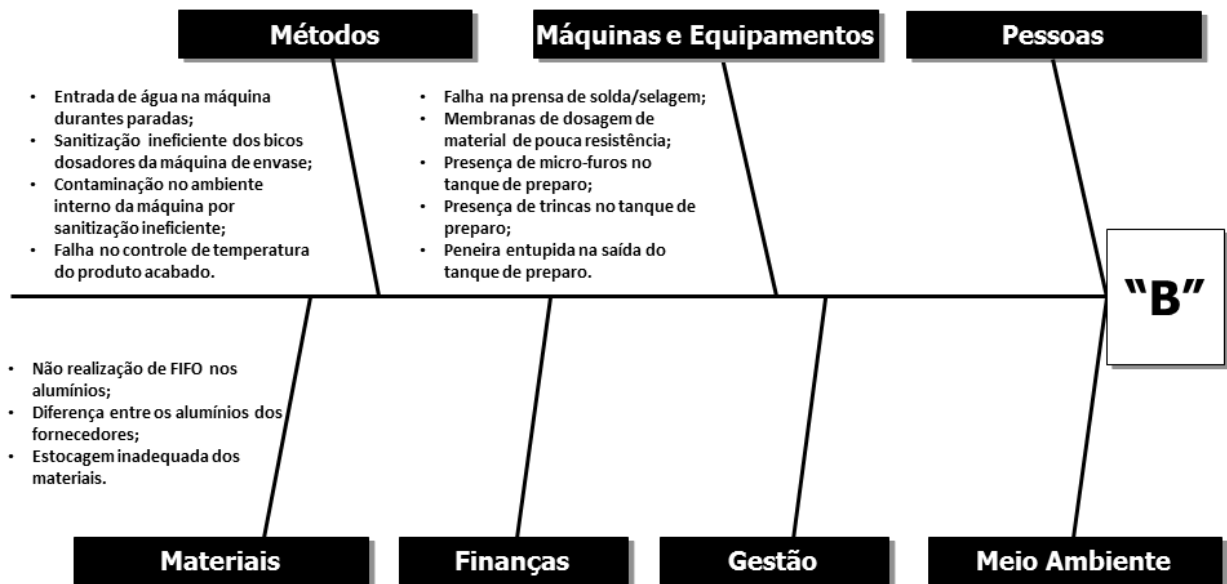 Métodos
Máquinas e Equipamentos
Pessoas
• Entrada de água na máquina
durantes paradas;
• Sanitização ineficiente dos bicos
dosadores da máquina de envase;
• Contaminação no ambiente
interno da máquina por
sanitização ineficiente;
• Falha no controle de temperatura
do produto acabado.
• Falha na prensa de solda/selagem;
• Membranas de dosagem de
material de pouca resistência;
• Presença de micro-furos no
tanque de preparo;
• Presença de trincas no tanque de
preparo;
• Peneira entupida na saída do
tanque de preparo.
“B”
• Não realização de FIFO nos
alumínios;
• Diferença entre os alumínios dos
fornecedores;
• Estocagem inadequada dos
materiais.
Materiais
Finanças
Gestão
Meio Ambiente